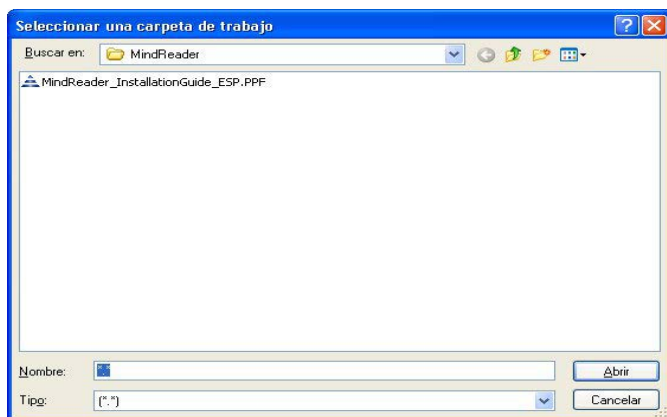 Seleccionar una carpeta de trabajo
Buscar en: MindReader
MindReader_InstallationGuide_ESP.PPF
Nombre: *.*
Abrir
Tipo: (*.*)
Cancelar